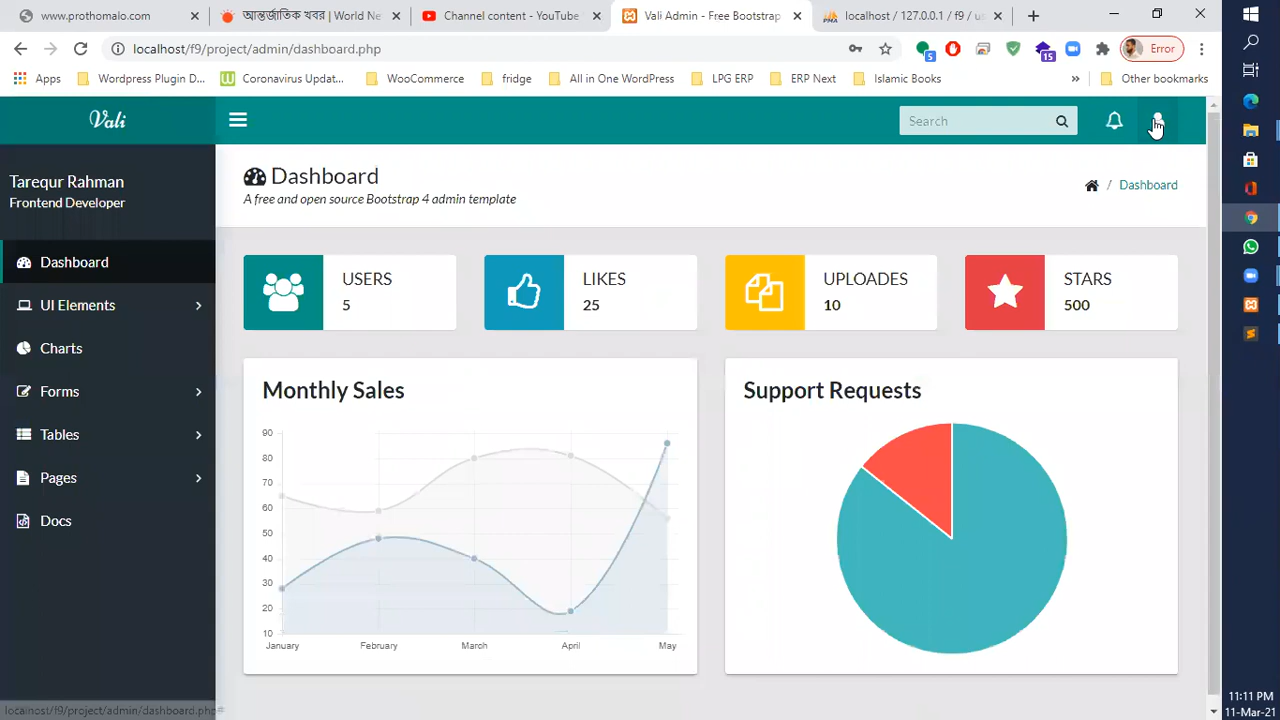 www.prothomalo.com
আন্তর্জাতিক খবর | World Ne
Channel content - YouTube
Vali Admin - Free Bootstrap
localhost / 127.0.0.1 / f9 / us
localhost/f9/project/admin/dashboard.php
5
15
Error
Apps
Wordpress Plugin D...
Coronavirus Updat...
WooCommerce
fridge
All in One WordPress
LPG ERP
ERP Next
Islamic Books
»
Other bookmarks
Vali
Search
Tarequr Rahman
Frontend Developer
Dashboard
UI Elements
Charts
Forms
Tables
Pages
Docs
Dashboard
A free and open source Bootstrap 4 admin template
/ Dashboard
USERS
5
LIKES
25
UPLOADES
10
STARS
500
Monthly Sales
90
80
70
60
50
40
30
20
10
January February March April May
Support Requests
localhost/f9/project/admin/dashboard.php
11:11 PM
11-Mar-21